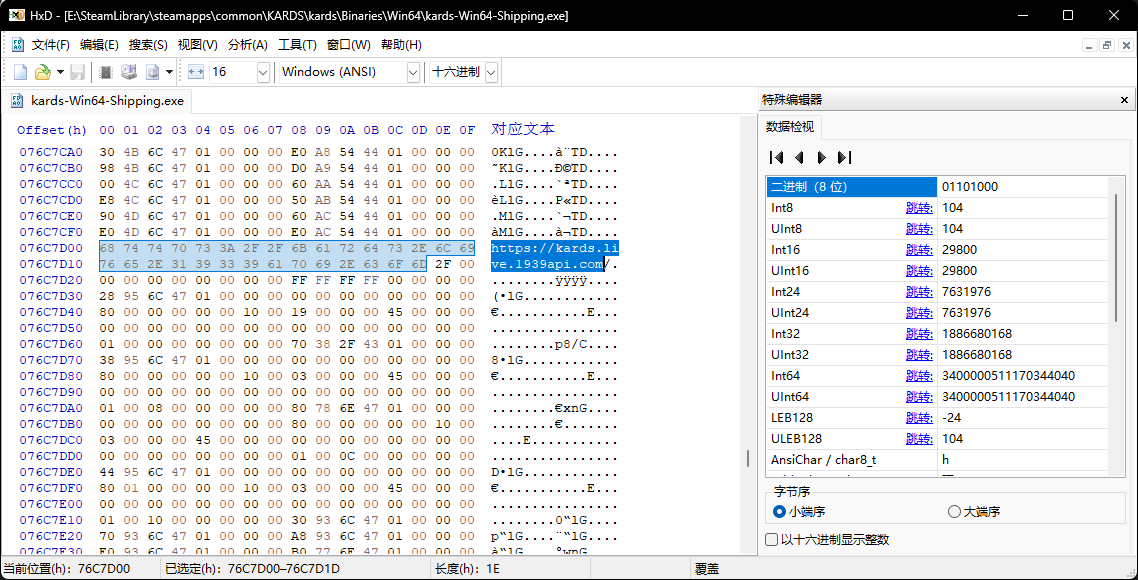 HxD - [E:\SteamLibrary\steamapps\common\KARDS\kards\Binaries\Win64\kards-Win64-Shipping.exe]
文件(F) 编辑(E) 搜索(S) 视图(V) 分析(A) 工具(T) 窗口(W) 帮助(H)
16 Windows (ANSI) 十六进制
kards-Win64-Shipping.exe
Offset(h) 00 01 02 03 04 05 06 07 08 09 0A 0B 0C 0D 0E 0F 对应文本
076C7CA0 30 4B 6C 47 01 00 00 00 E0 A8 54 44 01 00 00 00 0KlG....à¨TD....
076C7CB0 98 4B 6C 47 01 00 00 00 D0 A9 54 44 01 00 00 00 ˜KlG....Ð©TD....
076C7CC0 00 4C 6C 47 01 00 00 00 60 AA 54 44 01 00 00 00 .LlG....`ªTD....
076C7CD0 E8 4C 6C 47 01 00 00 00 50 AB 54 44 01 00 00 00 èLlG....P«TD....
076C7CE0 90 4D 6C 47 01 00 00 00 60 AC 54 44 01 00 00 00 .MlG....`¬TD....
076C7CF0 E0 4D 6C 47 01 00 00 00 E0 AC 54 44 01 00 00 00 àMlG....à¬TD....
076C7D00 68 74 74 70 73 3A 2F 2F 6B 61 72 64 73 2E 6C 69 https://kards.li
076C7D10 76 65 2E 31 39 33 39 61 70 69 2E 63 6F 6D 2F 00 ve.1939api.com/.
076C7D20 00 00 00 00 00 00 00 00 FF FF FF FF 00 00 00 00 ........ÿÿÿÿ....
076C7D30 28 95 6C 47 01 00 00 00 00 00 00 00 00 00 00 00 (•lG............
076C7D40 80 00 00 00 00 00 10 00 19 00 00 00 45 00 00 00 €...........E...
076C7D50 00 00 00 00 00 00 00 00 00 00 00 00 00 00 00 00 ................
076C7D60 01 00 00 00 00 00 00 00 70 38 2F 43 01 00 00 00 ........p8/C....
076C7D70 38 95 6C 47 01 00 00 00 00 00 00 00 00 00 00 00 8•lG............
076C7D80 80 00 00 00 00 00 10 00 03 00 00 00 45 00 00 00 €...........E...
076C7D90 00 00 00 00 00 00 00 00 00 00 00 00 00 00 00 00 ................
076C7DA0 01 00 08 00 00 00 00 00 80 78 6E 47 01 00 00 00 ........€xnG....
076C7DB0 00 00 00 00 00 00 00 00 80 00 00 00 00 00 10 00 ........€.......
076C7DC0 03 00 00 00 45 00 00 00 00 00 00 00 00 00 00 00 ....E...........
076C7DD0 00 00 00 00 00 00 00 00 01 00 0C 00 00 00 00 00 ................
076C7DE0 44 95 6C 47 01 00 00 00 00 00 00 00 00 00 00 00 D•lG............
076C7DF0 80 01 00 00 00 00 10 00 03 00 00 00 45 00 00 00 €...........E...
076C7E00 00 00 00 00 00 00 00 00 00 00 00 00 00 00 00 00 ................
076C7E10 01 00 10 00 00 00 00 00 30 93 6C 47 01 00 00 00 ........0“lG....
076C7E20 70 93 6C 47 01 00 00 00 A8 93 6C 47 01 00 00 00 p“lG....¨“lG....
076C7E30 E0 93 6C 47 01 00 00 00 B0 77 6E 47 01 00 00 00 à“lG....°wnG....
特殊编辑器
数据检视
二进制（8 位） 01101000
Int8 跳转: 104
UInt8 跳转: 104
Int16 跳转: 29800
UInt16 跳转: 29800
Int24 跳转: 7631976
UInt24 跳转: 7631976
Int32 跳转: 1886680168
UInt32 跳转: 1886680168
Int64 跳转: 3400000511170344040
UInt64 跳转: 3400000511170344040
LEB128 跳转: -24
ULEB128 跳转: 104
AnsiChar / char8_t h
字节序
小端序 大端序
以十六进制显示整数
当前位置(h): 76C7D00 已选定(h): 76C7D00-76C7D1D 长度(h): 1E 覆盖